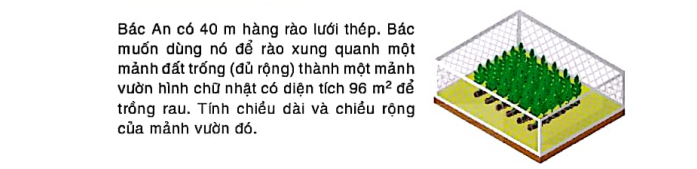 Bác An có 40 m hàng rào lưới thép. Bác
muốn dùng nó để rào xung quanh một
mảnh đất trống (đủ rộng) thành một mảnh
vườn hình chữ nhật có diện tích 96 m² để
trồng rau. Tính chiều dài và chiều rộng
của mảnh vườn đó.